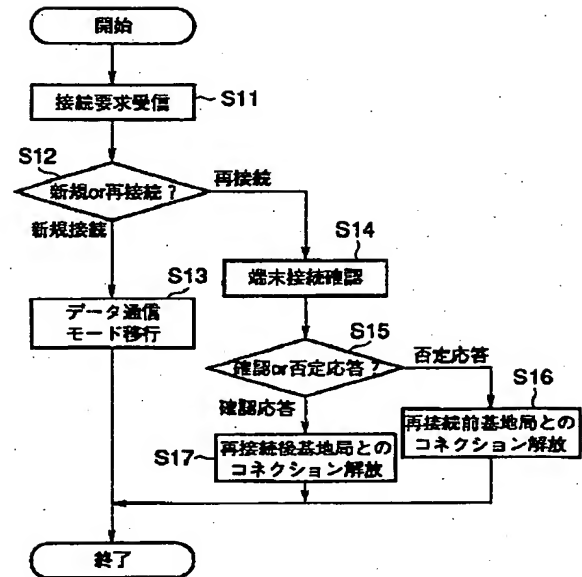 開始
接続要求受信
S11
S12
新規or再接続？
再接続
新規接続
S14
端末接続確認
S13
データ通信
モード移行
S15
確認or否定応答？
否定応答
確認応答
S16
再接続前基地局との
コネクション解放
S17
再接続後基地局との
コネクション解放
終了